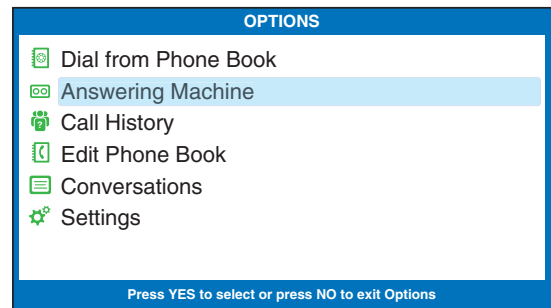 OPTIONS
Dial from Phone Book
Answering Machine
Call History
Edit Phone Book
Conversations
Settings
Press YES to select or press NO to exit Options